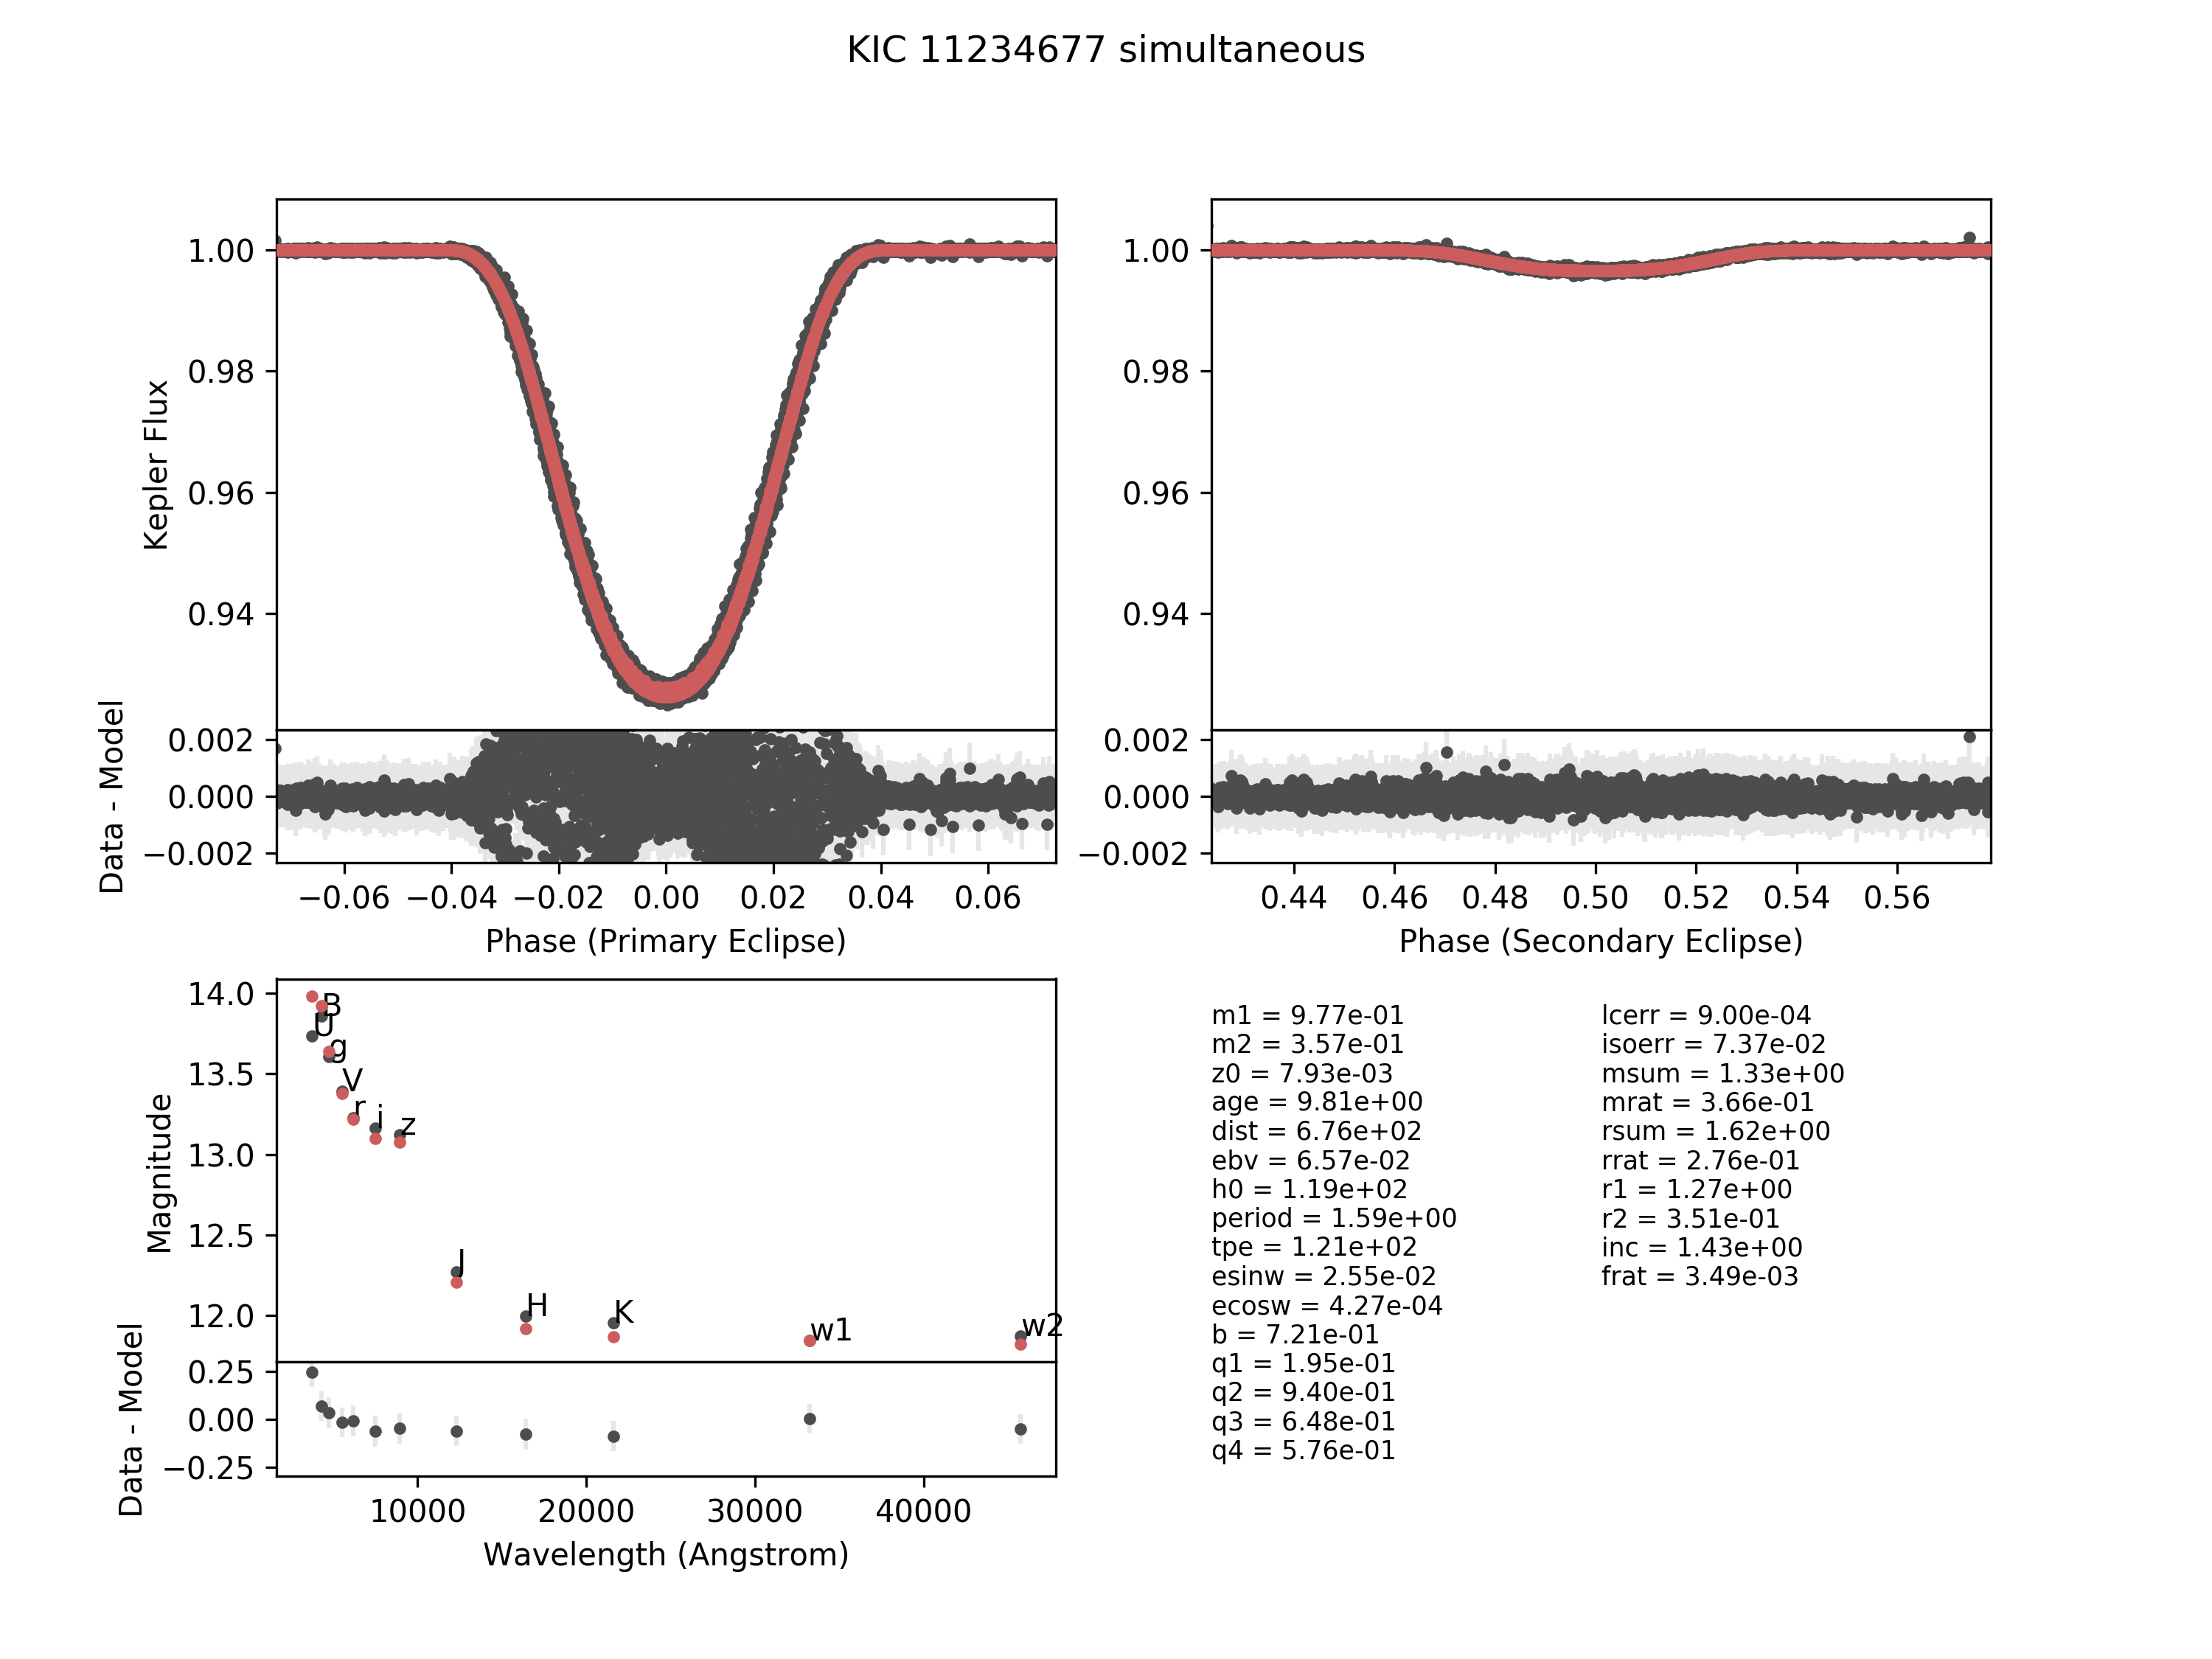 KIC 11234677 simultaneous
1.00
0.98
0.96
0.94
Kepler Flux
0.002
0.000
−0.002
Data - Model
−0.06 −0.04 −0.02 0.00 0.02 0.04 0.06
Phase (Primary Eclipse)
1.00
0.98
0.96
0.94
0.002
0.000
−0.002
0.44 0.46 0.48 0.50 0.52 0.54 0.56
Phase (Secondary Eclipse)
14.0
13.5
13.0
12.5
12.0
Magnitude
U
B
g
V
r
i
z
J
H
K
w1
w2
0.25
0.00
−0.25
Data - Model
10000 20000 30000 40000
Wavelength (Angstrom)
m1 = 9.77e-01
m2 = 3.57e-01
z0 = 7.93e-03
age = 9.81e+00
dist = 6.76e+02
ebv = 6.57e-02
h0 = 1.19e+02
period = 1.59e+00
tpe = 1.21e+02
esinw = 2.55e-02
ecosw = 4.27e-04
b = 7.21e-01
q1 = 1.95e-01
q2 = 9.40e-01
q3 = 6.48e-01
q4 = 5.76e-01
lcerr = 9.00e-04
isoerr = 7.37e-02
msum = 1.33e+00
mrat = 3.66e-01
rsum = 1.62e+00
rrat = 2.76e-01
r1 = 1.27e+00
r2 = 3.51e-01
inc = 1.43e+00
frat = 3.49e-03